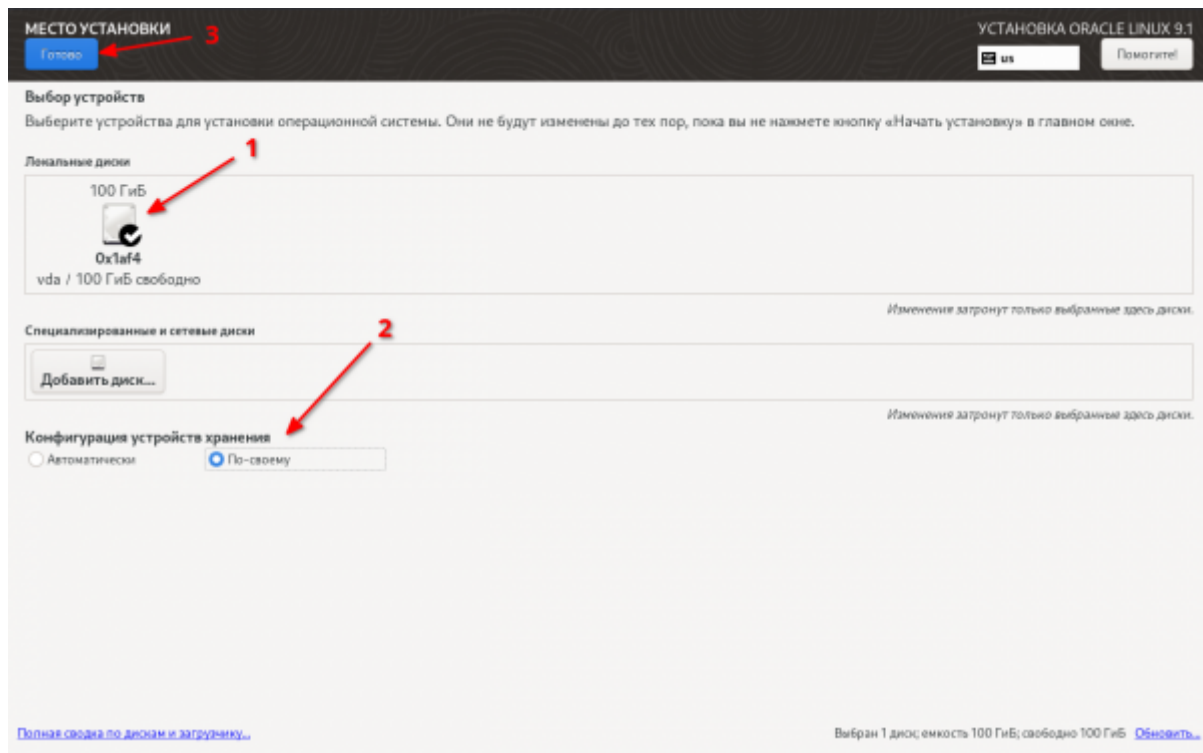 МЕСТО УСТАНОВКИ
3
УСТАНОВКА ORACLE LINUX 9.1
Готово
us
Помогите!
Выбор устройств
Выберите устройства для установки операционной системы. Они не будут изменены до тех пор, пока вы не нажмете кнопку «Начать установку» в главном окне.
1
Локальные диски
100 ГиБ
0x1af4
vda / 100 ГиБ свободно
Изменения затронут только выбранные здесь диски.
Специализированные и сетевые диски
2
Добавить диск...
Изменения затронут только выбранные здесь диски.
Конфигурация устройств хранения
Автоматически
По-своему
Полная сводка по дискам и загрузчику...
Выбран 1 диск; емкость 100 ГиБ; свободно 100 ГиБ Обновить...